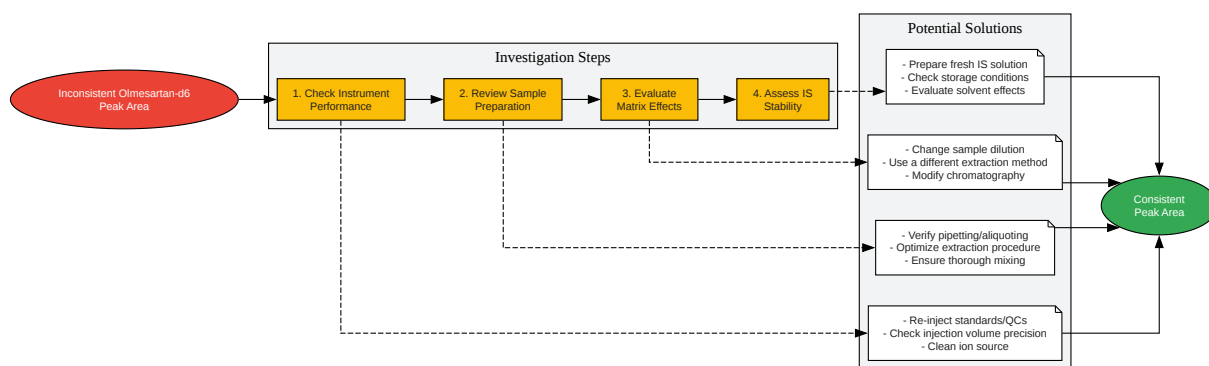 Potential Solutions
Investigation Steps
Inconsistent Olmesartan-d6
Peak Area
1. Check Instrument
Performance
2. Review Sample
Preparation
3. Evaluate
Matrix Effects
4. Assess IS
Stability
- Prepare fresh IS solution
- Check storage conditions
- Evaluate solvent effects
- Change sample dilution
- Use a different extraction method
- Modify chromatography
- Verify pipetting/aliquoting
- Optimize extraction procedure
- Ensure thorough mixing
- Re-inject standards/QCs
- Check injection volume precision
- Clean ion source
Consistent
Peak Area